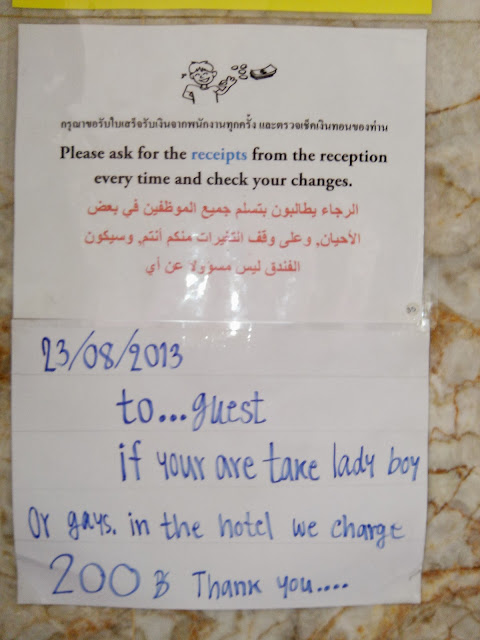 กรุณาขอรับใบเสร็จรับเงินจากพนักงานทุกครั้ง และตรวจเช็คเงินทอนของท่าน
Please ask for the receipts from the reception
every time and check your changes.
الرجاء يطالبون بتسلم جميع الموظفين في بعض
الأحيان, وعلى وقف انتغيرات منكم أنتم, وسيكون
الفندق ليس مسؤولا عن أي
23/08/2013
to...guest
if your are take lady boy
Or gays. in the hotel we charge
200 ฿ Thank you....